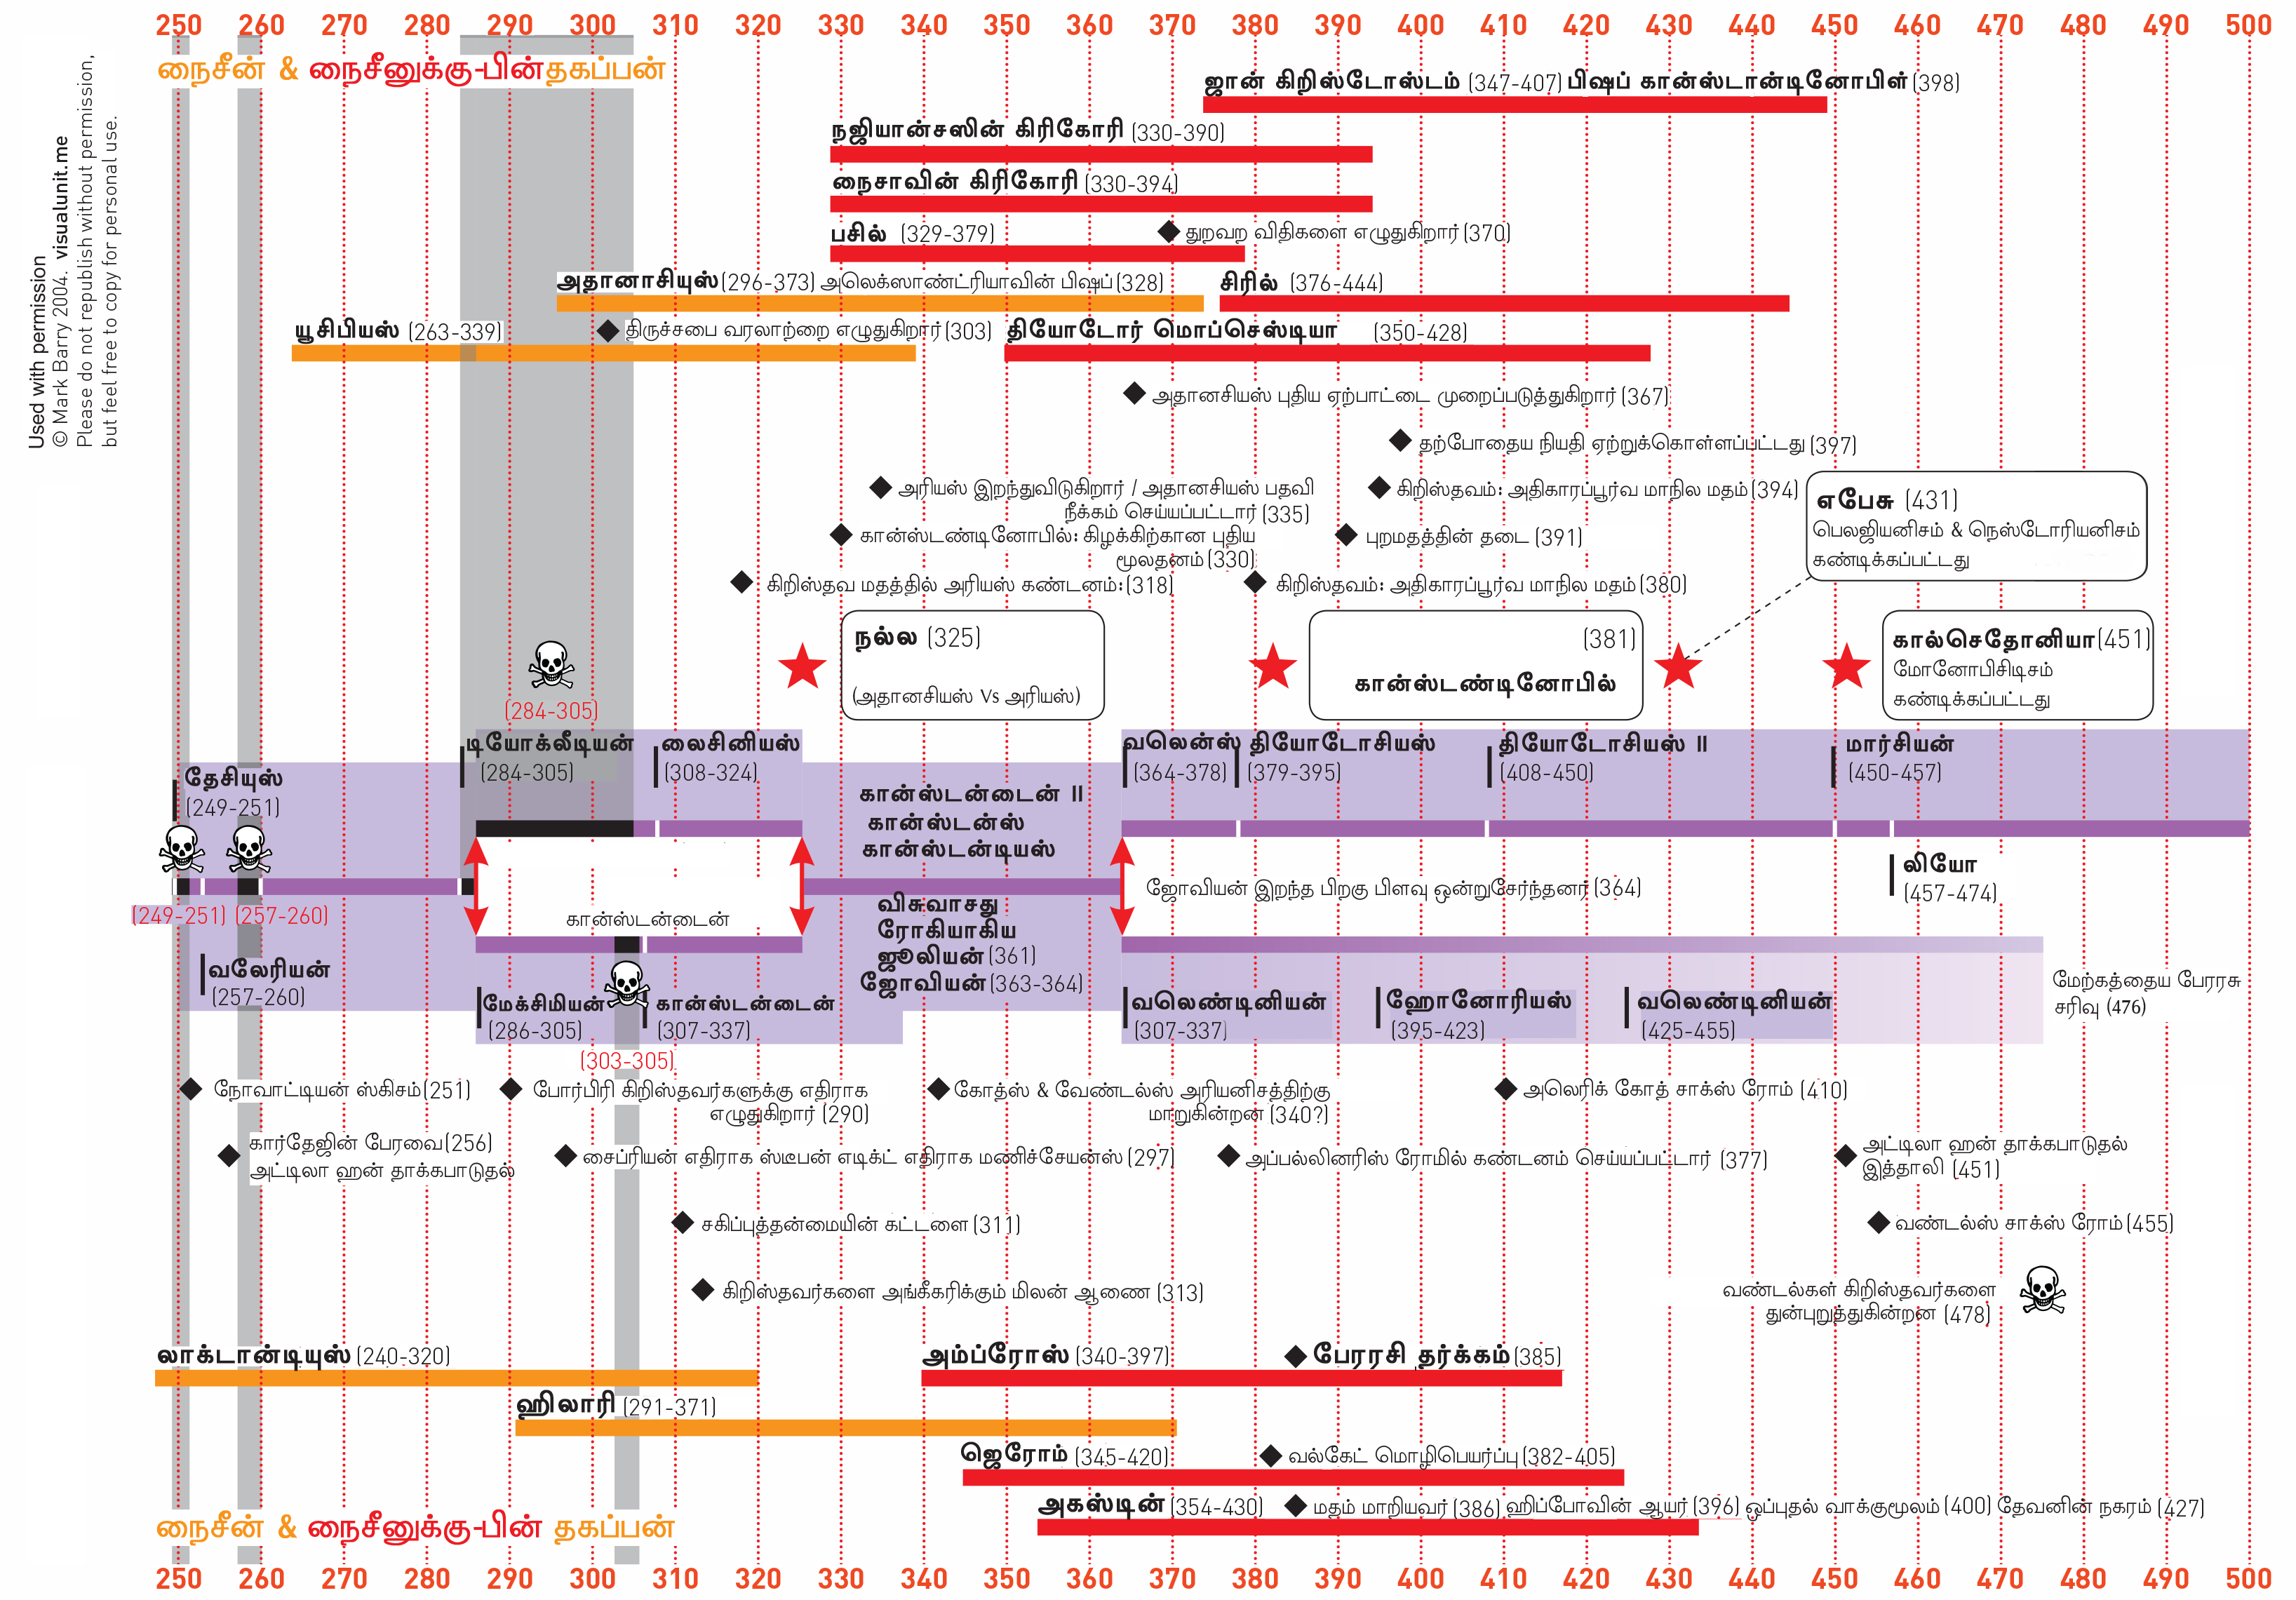 250 260 270 280 290 300 310 320 330 340 350 360 370 380 390 400 410 420 430 440 450 460 470 480 490 500
நைசீன் & நைசீனுக்கு-பின்தகப்பன்
Used with permission
© Mark Barry 2004. visualunit.me
Please do not republish without permission,
but feel free to copy for personal use.
ஜான் கிறிஸ்டோஸ்டம் (347-407) பிஷப் கான்ஸ்டான்டினோபிள் (398)
நஜியான்சஸின் கிரிகோரி (330-390)
நைசாவின் கிரிகோரி (330-394)
பசில் (329-379)
துறவற விதிகளை எழுதுகிறார் (370)
அதானாசியுஸ் (296-373) அலெக்ஸாண்ட்ரியாவின் பிஷப் (328)
சிரில் (376-444)
யூசிபியஸ் (263-339)
திருச்சபை வரலாற்றை எழுதுகிறார் (303)
தியோடோர் மொப்செஸ்டியா (350-428)
அதானசியஸ் புதிய ஏற்பாட்டை முறைப்படுத்துகிறார் (367)
தற்போதைய நியதி ஏற்றுக்கொள்ளப்பட்டது (397)
அரியஸ் இறந்துவிடுகிறார் / அதானசியஸ் பதவி
நீக்கம் செய்யப்பட்டார் (335)
கிறிஸ்தவம்: அதிகாரப்பூர்வ மாநில மதம் (394)
எபேசு (431)
பெலஜியனிசம் & நெஸ்டோரியனிசம்
கண்டிக்கப்பட்டது
கான்ஸ்டண்டினோபில்: கிழக்கிற்கான புதிய
மூலதனம் (330)
புறமதத்தின் தடை (391)
கிறிஸ்தவ மதத்தில் அரியஸ் கண்டனம்: (318)
கிறிஸ்தவம்: அதிகாரப்பூர்வ மாநில மதம் (380)
நல்ல (325)
(அதானசியஸ் Vs அரியஸ்)
(381)
கான்ஸ்டண்டினோபில்
கால்செதோனியா (451)
மோனோபிசிடிசம்
கண்டிக்கப்பட்டது
(284-305)
டியோக்லீடியன்
(284-305)
லைசினியஸ்
(308-324)
வலென்ஸ்
(364-378)
தியோடோசியஸ்
(379-395)
தியோடோசியஸ் II
(408-450)
மார்சியன்
(450-457)
தேசியுஸ்
(249-251)
கான்ஸ்டன்டைன் II
கான்ஸ்டன்ஸ்
கான்ஸ்டன்டியஸ்
லியோ
(457-474)
ஜோவியன் இறந்த பிறகு பிளவு ஒன்றுசேர்ந்தனர் (364)
(249-251) (257-260)
கான்ஸ்டன்டைன்
விசுவாசது
ரோகியாகிய
ஜூலியன் (361)
ஜோவியன் (363-364)
வலேரியன்
(257-260)
மேக்சிமியன்
(286-305)
கான்ஸ்டன்டைன்
(307-337)
(303-305)
வலெண்டினியன்
(307-337)
ஹோனோரியஸ்
(395-423)
வலெண்டினியன்
(425-455)
மேற்கத்தைய பேரரசு
சரிவு (476)
நோவாட்டியன் ஸ்கிசம் (251)
போர்பிரி கிறிஸ்தவர்களுக்கு எதிராக
எழுதுகிறார் (290)
கோத்ஸ் & வேண்டல்ஸ் அரியனிசத்திற்கு
மாறுகின்றன (340?)
அலெரிக் கோத் சாக்ஸ் ரோம் (410)
கார்தேஜின் பேரவை (256)
அட்டிலா ஹன் தாக்கபாடுதல்
சைப்ரியன் எதிராக ஸ்டீபன் எடிக்ட் எதிராக மணிச்சேயன்ஸ் (297)
அப்பல்லினரிஸ் ரோமில் கண்டனம் செய்யப்பட்டார் (377)
அட்டிலா ஹன் தாக்கபாடுதல்
இத்தாலி (451)
சகிப்புத்தன்மையின் கட்டளை (311)
வண்டல்ஸ் சாக்ஸ் ரோம் (455)
கிறிஸ்தவர்களை அங்கீகரிக்கும் மிலன் ஆணை (313)
வண்டல்கள் கிறிஸ்தவர்களை
துன்புறுத்துகின்றன (478)
லாக்டான்டியுஸ் (240-320)
அம்ப்ரோஸ் (340-397)
பேரரசி தர்க்கம் (385)
ஹிலாரி (291-371)
ஜெரோம் (345-420)
வல்கேட் மொழிபெயர்ப்பு (382-405)
அகஸ்டின் (354-430)
மதம் மாறியவர் (386) ஹிப்போவின் ஆயர் (396) ஒப்புதல் வாக்குமூலம் (400) தேவனின் நகரம் (427)
நைசீன் & நைசீனுக்கு-பின் தகப்பன்
250 260 270 280 290 300 310 320 330 340 350 360 370 380 390 400 410 420 430 440 450 460 470 480 490 500